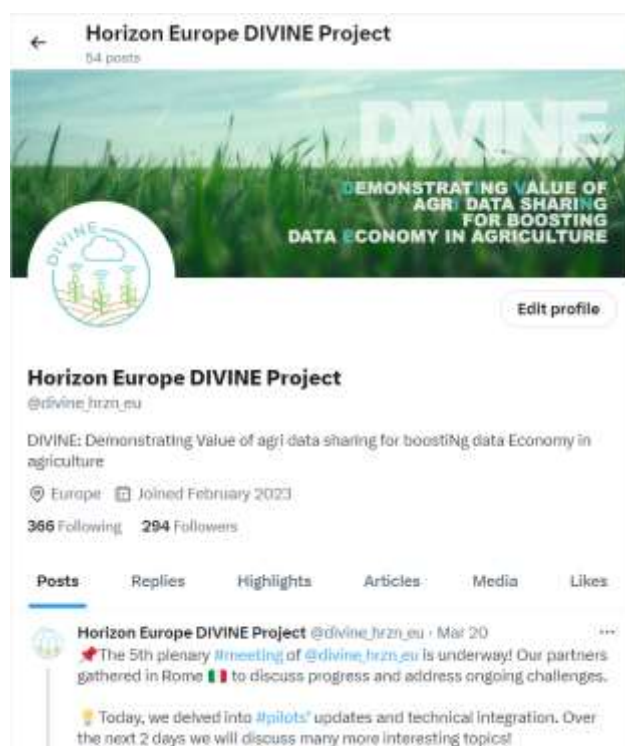 ← Horizon Europe DIVINE Project
54 posts
DIVINE
DEMONSTRATING VALUE OF
AGRI DATA SHARING
FOR BOOSTING
DATA ECONOMY IN AGRICULTURE
DIVINE
Edit profile
Horizon Europe DIVINE Project
@divine_hrzn_eu
DIVINE: Demonstrating Value of agri data sharing for boostiNg data Economy in
agriculture
Europe Joined February 2023
366 Following 294 Followers
Posts Replies Highlights Articles Media Likes
Horizon Europe DIVINE Project @divine_hrzn_eu · Mar 20 ···
📌The 5th plenary #meeting of @divine_hrzn_eu is underway! Our partners
gathered in Rome 🇮🇹 to discuss progress and address ongoing challenges.
💡 Today, we delved into #pilots' updates and technical integration. Over
the next 2 days we will discuss many more interesting topics!